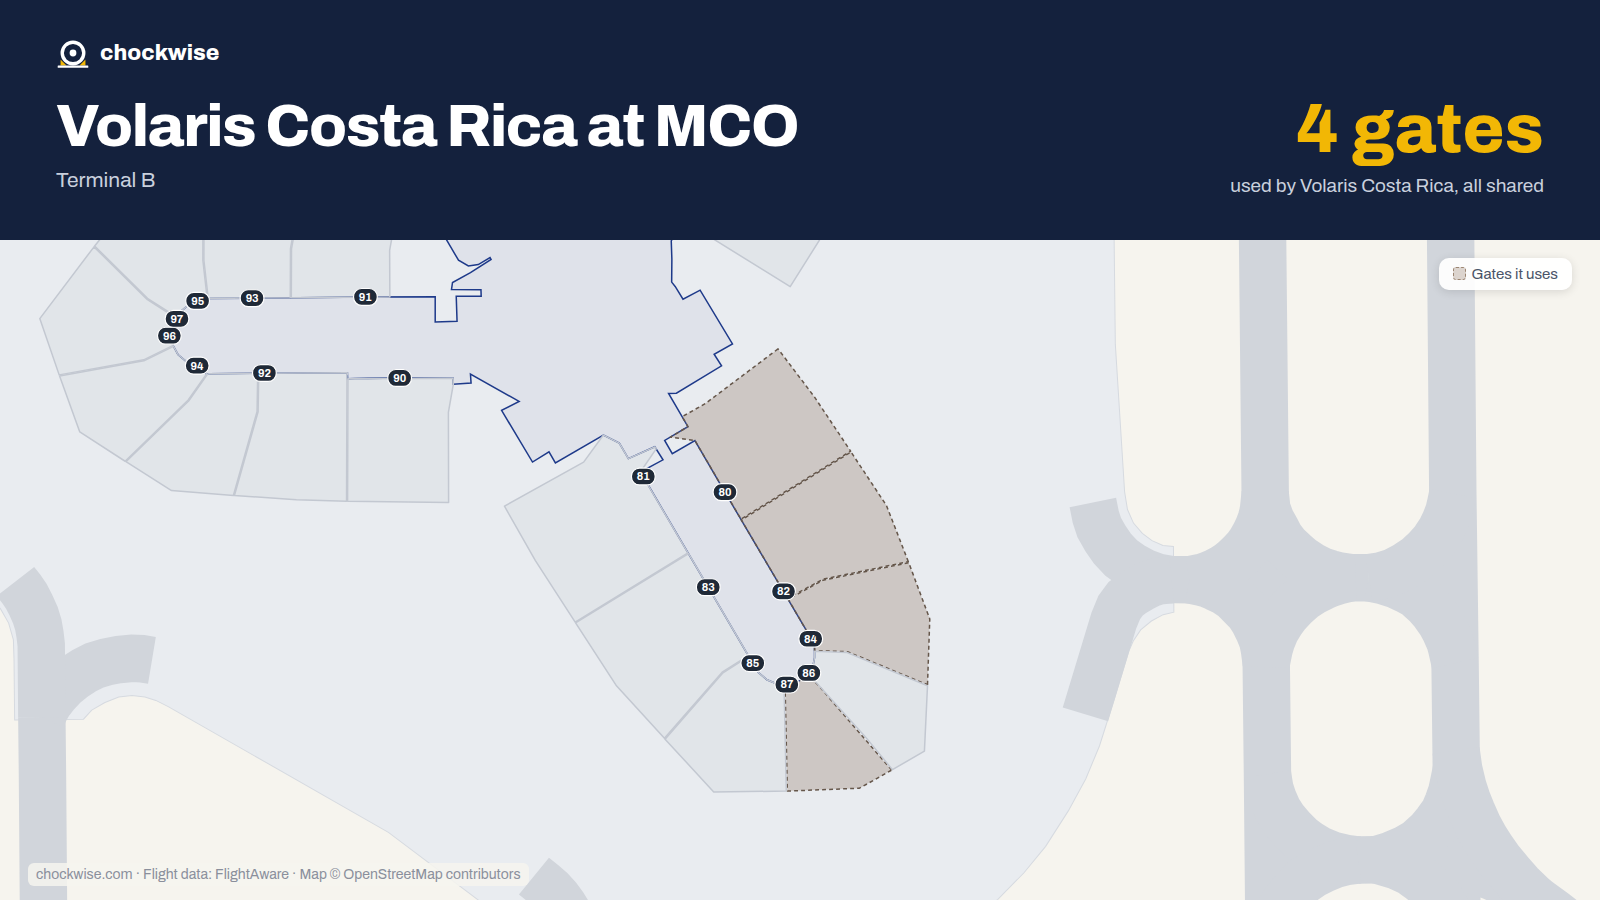 chockwise
Volaris Costa Rica at MCO
Terminal B
4 gates
used by Volaris Costa Rica, all shared
Gates it uses
95
93
91
97
96
94
92
90
81
80
83
82
84
85
86
87
chockwise.com · Flight data: FlightAware · Map © OpenStreetMap contributors